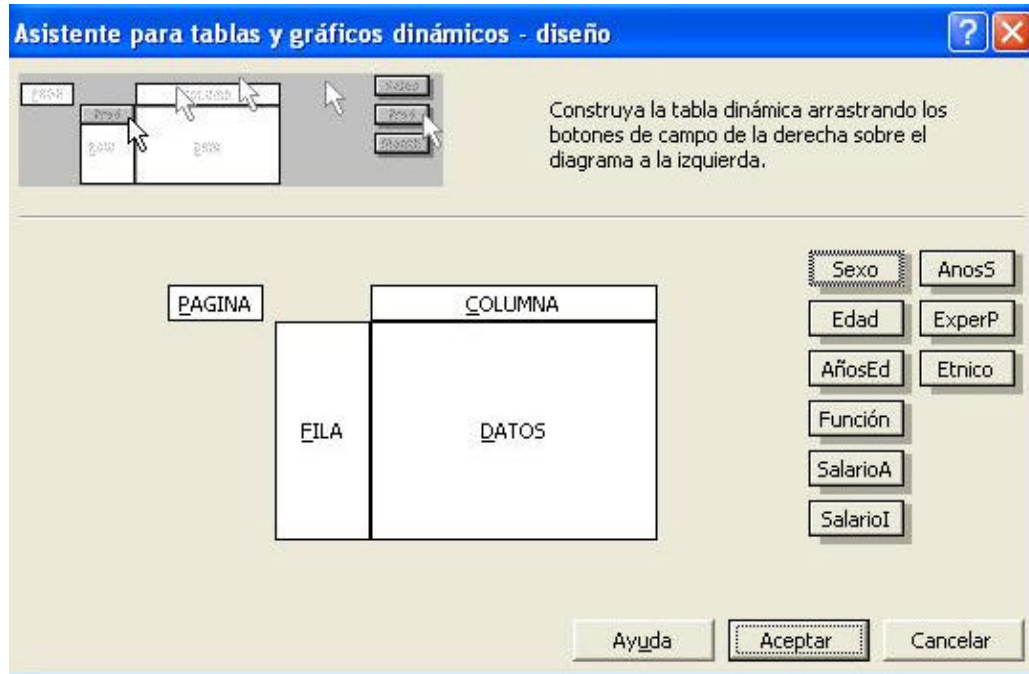 Asistente para tablas y gráficos dinámicos - diseño
Construya la tabla dinámica arrastrando los
botones de campo de la derecha sobre el
diagrama a la izquierda.
PAGINA
COLUMNA
FILA
DATOS
Sexo AnosS
Edad ExperP
AñosEd Etnico
Función
SalarioA
SalarioI
Ayuda Aceptar Cancelar